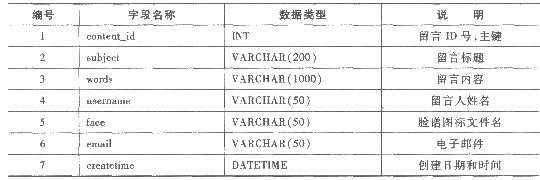 编号 字段名称 数据类型 说 明
1 content_id INT 留言 ID 号,主键
2 subject VARCHAR(200) 留言标题
3 words VARCHAR(1000) 留言内容
4 username VARCHAR(50) 留言人姓名
5 face VARCHAR(50) 脸谱图标文件名
6 email VARCHAR(50) 电子邮件
7 createtime DATETIME 创建日期和时间